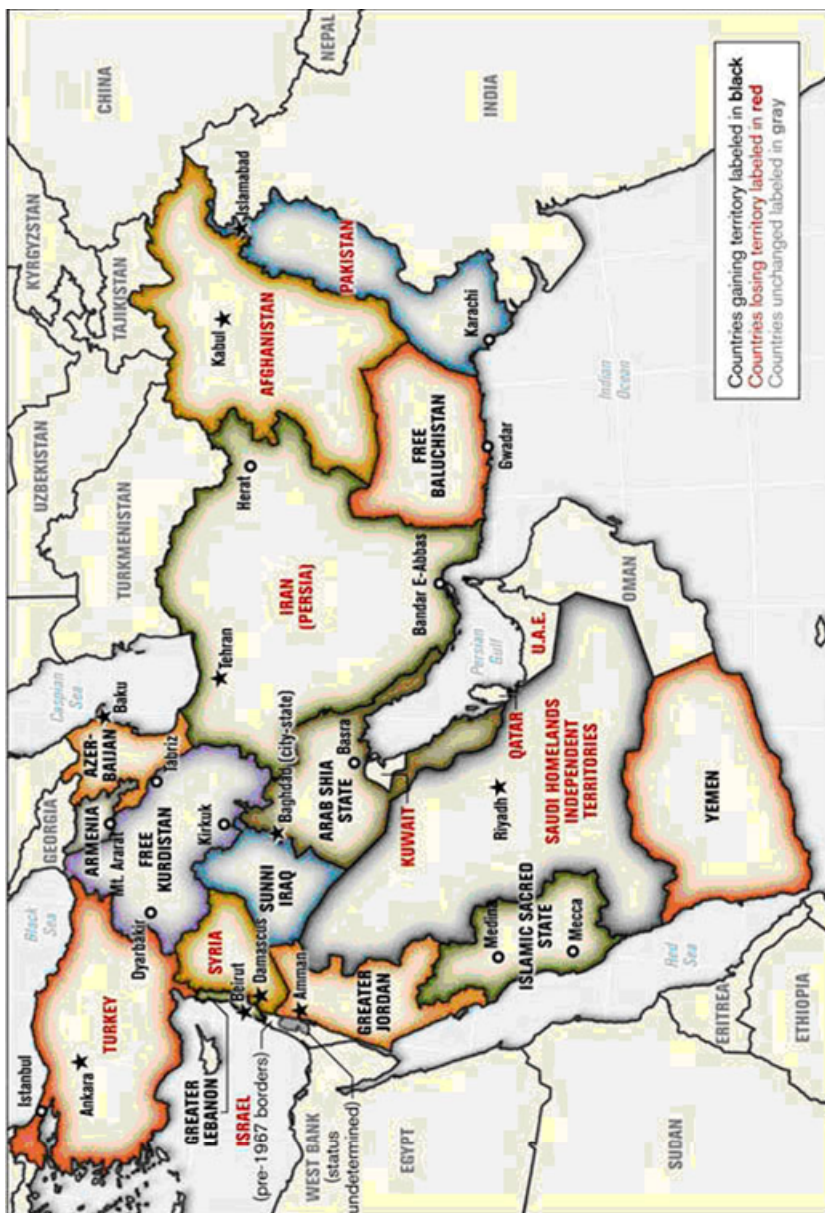 Black
Sea
GEORGIA
Caspian
Sea
UZBEKISTAN
KYRGYZSTAN
CHINA
TAJIKISTAN
TURKMENISTAN
NEPAL
Istanbul
Ankara
TURKEY
ARMENIA
Mt. Ararat
AZER-
BAIJAN
Baku
Tabriz
Dyarbakir
FREE
KURDISTAN
Kirkuk
Tehran
Herat
Kabul
AFGHANISTAN
Islamabad
GREATER
LEBANON
SYRIA
Beirut
Damascus
ISRAEL
(pre-1967 borders)
SUNNI
IRAQ
Baghdad (city-state)
IRAN
(PERSIA)
PAKISTAN
INDIA
WEST BANK
(status
undetermined)
Amman
GREATER
JORDAN
ARAB SHIA
STATE
Basra
KUWAIT
Bandar E-Abbas
FREE
BALUCHISTAN
Gwadar
Karachi
EGYPT
Persian
Gulf
Medina
ISLAMIC SACRED
STATE
Mecca
Riyadh
QATAR
U.A.E.
SAUDI HOMELANDS
INDEPENDENT
TERRITORIES
OMAN
Indian
Ocean
Red
Sea
SUDAN
ERITREA
ETHIOPIA
YEMEN
Countries gaining territory labeled in black
Countries losing territory labeled in red
Countries unchanged labeled in gray